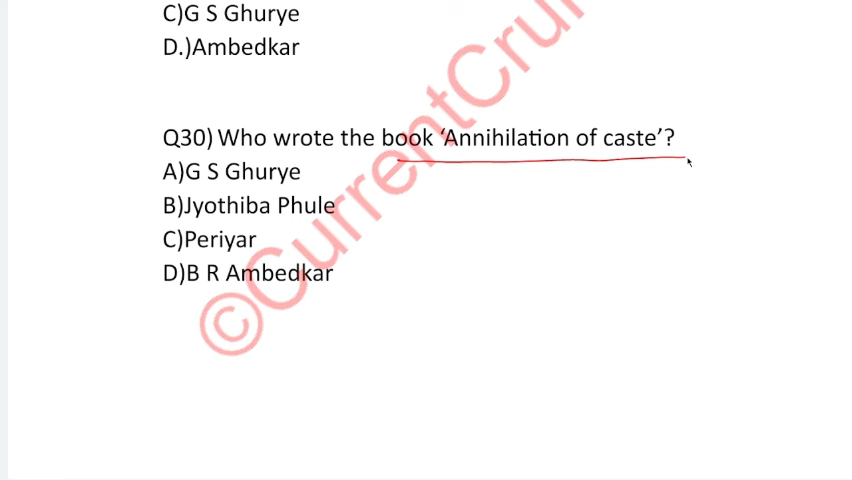 C)G S Ghurye
D.)Ambedkar
Q30) Who wrote the book ‘Annihilation of caste’?
A)G S Ghurye
B)Jyothiba Phule
C)Periyar
D)B R Ambedkar
©CurrentCru